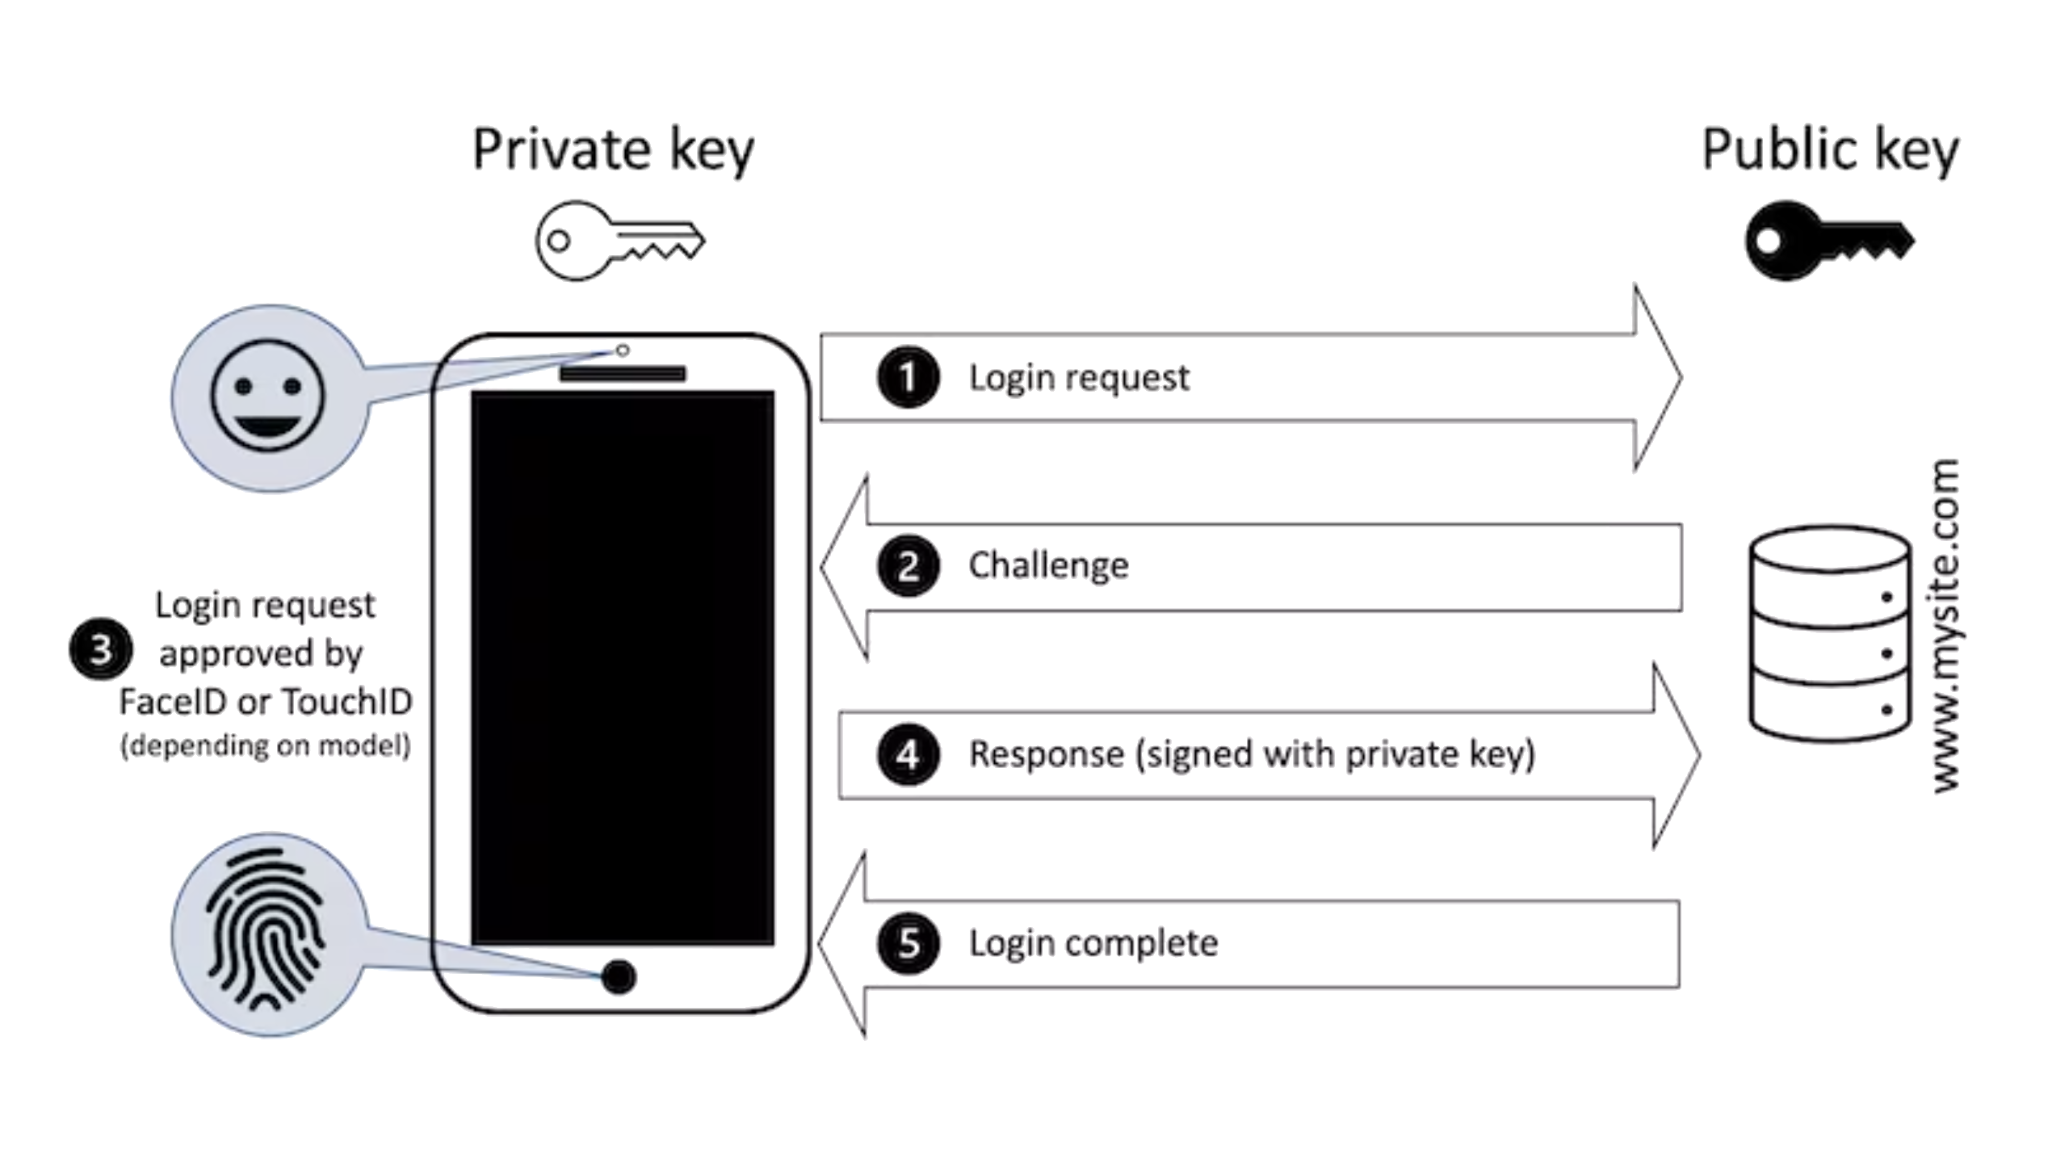 Private key
Public key
1 Login request
2 Challenge
3 Login request
approved by
FaceID or TouchID
(depending on model)
4 Response (signed with private key)
5 Login complete
www.mysite.com